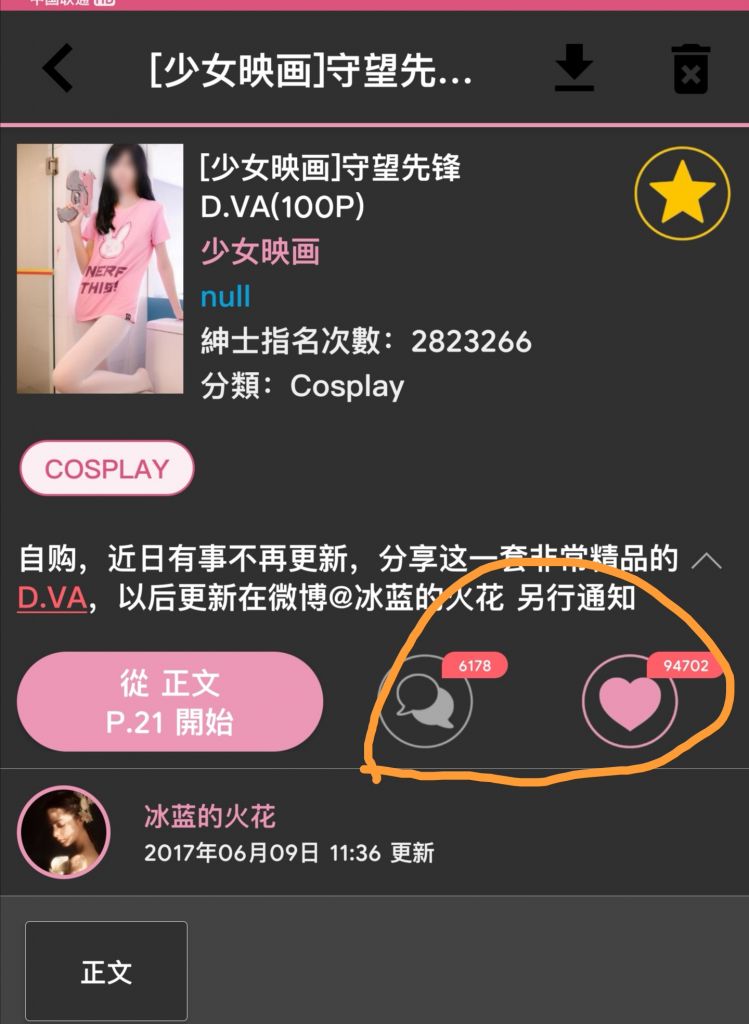 中国联通 HD
[少女映画]守望先...
[少女映画]守望先锋
D.VA(100P)
少女映画
null
紳士指名次數：2823266
分類：Cosplay
NERF
THIS!
COSPLAY
自购，近日有事不再更新，分享这一套非常精品的
D.VA，以后更新在微博@冰蓝的火花 另行通知
從 正文
P.21 開始
6178
94702
冰蓝的火花
2017年06月09日 11:36 更新
正文